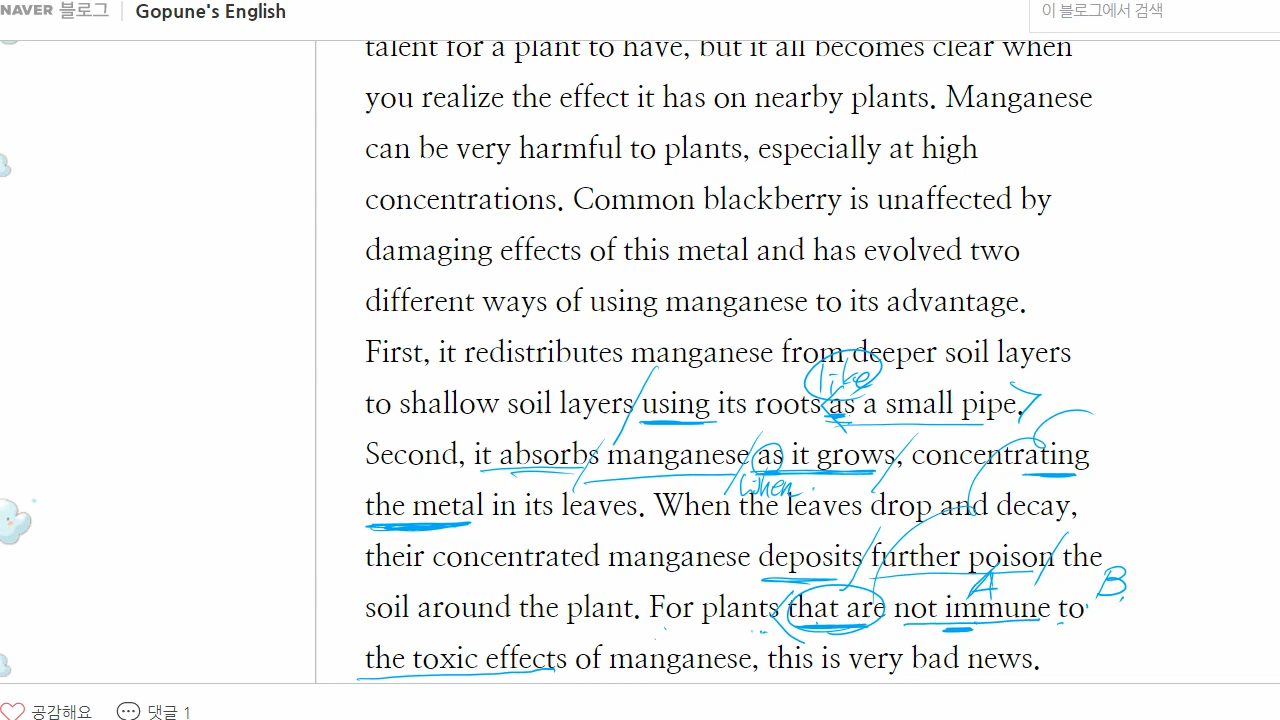 NAVER 블로그 Gopune's English
이 블로그에서 검색
talent for a plant to have, but it all becomes clear when
you realize the effect it has on nearby plants. Manganese
can be very harmful to plants, especially at high
concentrations. Common blackberry is unaffected by
damaging effects of this metal and has evolved two
different ways of using manganese to its advantage.
First, it redistributes manganese from deeper soil layers
like
to shallow soil layers using its roots as a small pipe.
Second, it absorbs manganese as it grows, concentrating
when
the metal in its leaves. When the leaves drop and decay,
their concentrated manganese deposits further poison the
A B
soil around the plant. For plants that are not immune to
the toxic effects of manganese, this is very bad news.
공감해요 댓글 1